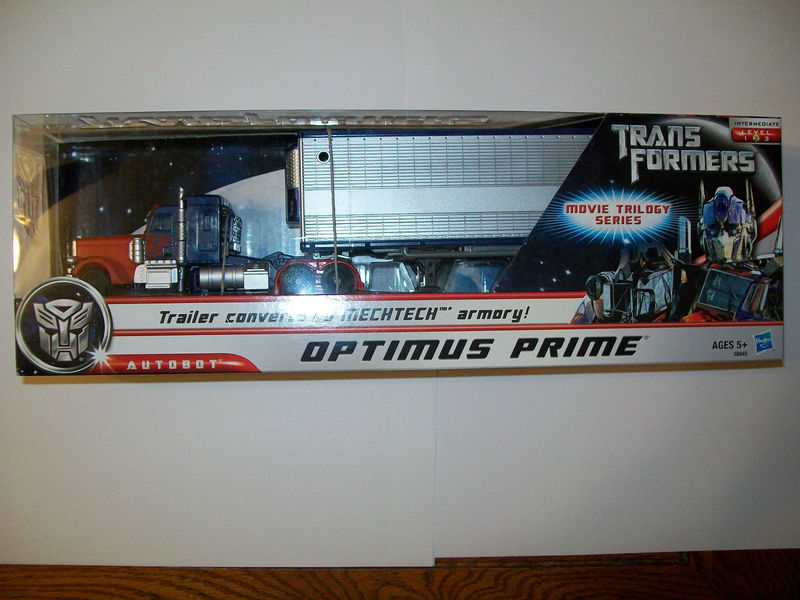 INTERMEDIATE
LEVEL
1 2 3
TRANS
FORMERS
MOVIE TRILOGY
SERIES
Trailer converts to MECHTECH™ armory!
OPTIMUS PRIME
AUTOBOT
AGES 5+
Hasbro